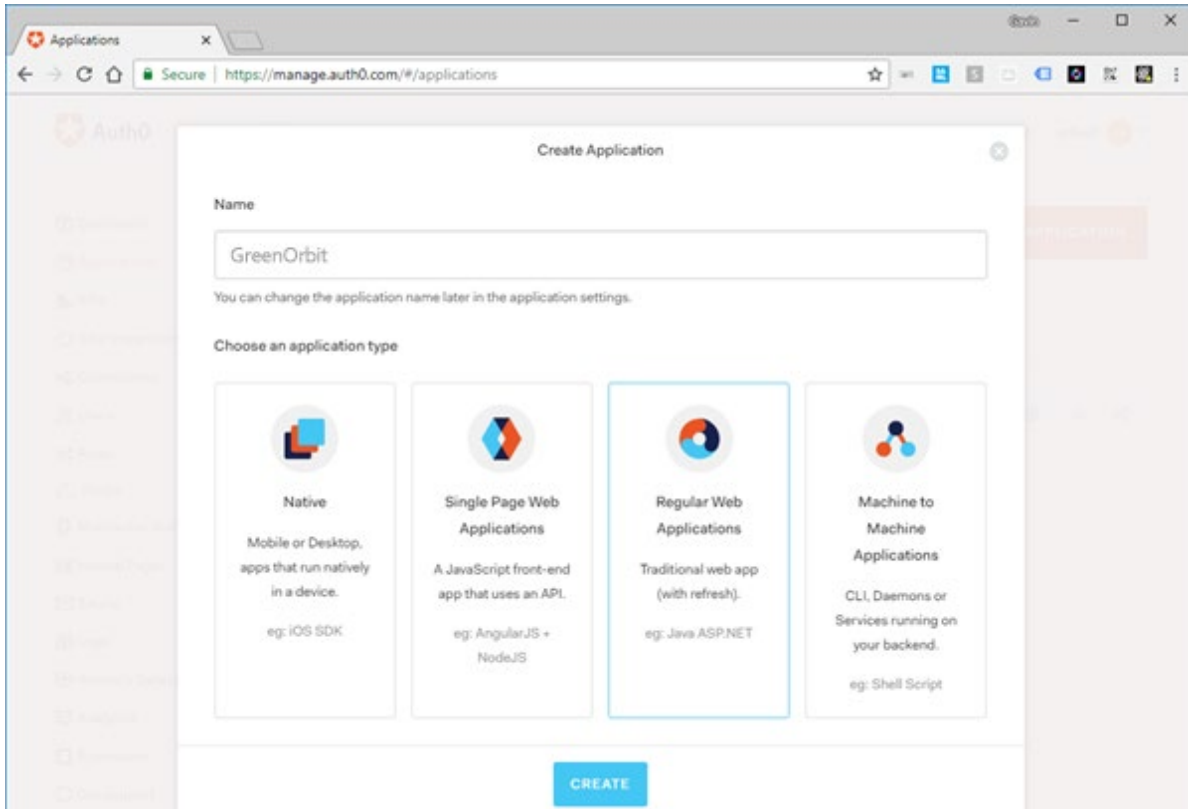 Applications
Secure | https://manage.auth0.com/#/applications
Auth0
Create Application
Name
GreenOrbit
APPLICATION
You can change the application name later in the application settings.
Choose an application type
Native
Mobile or Desktop,
apps that run natively
in a device.
eg: iOS SDK
Single Page Web
Applications
A JavaScript front-end
app that uses an API.
eg: AngularJS +
NodeJS
Regular Web
Applications
Traditional web app
(with refresh).
eg: Java ASP.NET
Machine to
Machine
Applications
CLI, Daemons or
Services running on
your backend.
eg: Shell Script
CREATE